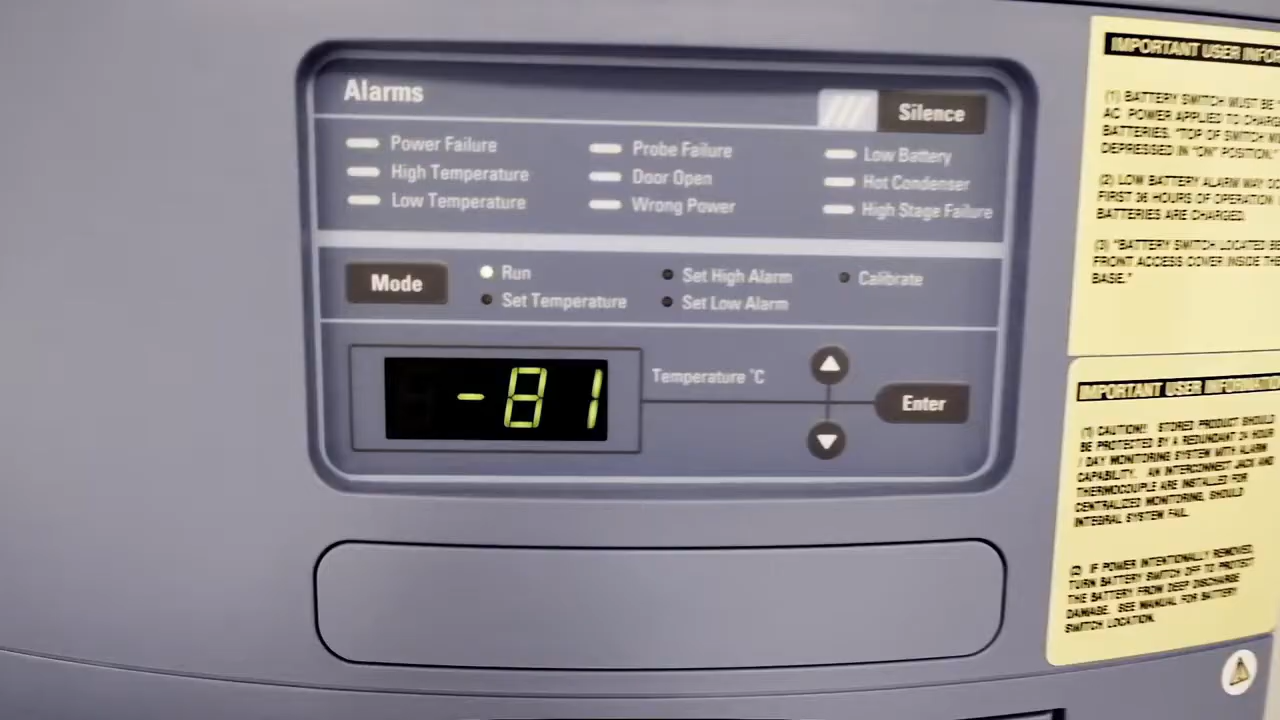 Alarms
Silence
Power Failure
High Temperature
Low Temperature
Probe Failure
Door Open
Wrong Power
Low Battery
Hot Condenser
High Stage Failure
Mode
Run
Set Temperature
Set High Alarm
Set Low Alarm
Calibrate
-81
Temperature °C
Enter
IMPORTANT USER INFOR
(1) BATTERY SWITCH MUST BE
AC POWER APPLIED TO CHARG
BATTERIES. "TOP OF SWITCH
DEPRESSED IN "ON" POSITION."
(2) LOW BATTERY ALARM MAY
FIRST 36 HOURS OF OPERATION
BATTERIES ARE CHARGED.
(3) "BATTERY SWITCH LOCATED BE
FRONT ACCESS COVER INSIDE THE
BASE."
IMPORTANT USER INFORMATION
(1) CAUTION!! STORED PRODUCT SHOULD
BE PROTECTED BY A REDUNDANT 24 HOUR
/ DAY MONITORING SYSTEM WITH ALARM
CAPABILITY. AN INTERCONNECT JACK AND
THERMOCOUPLE ARE INSTALLED FOR
CENTRALIZED MONITORING, SHOULD
INTEGRAL SYSTEM FAIL.
(2) IF POWER INTENTIONALLY REMOVED,
TURN BATTERY SWITCH OFF TO PROTECT
THE BATTERY FROM DEEP DISCHARGE
DAMAGE. SEE MANUAL FOR BATTERY
SWITCH LOCATION.